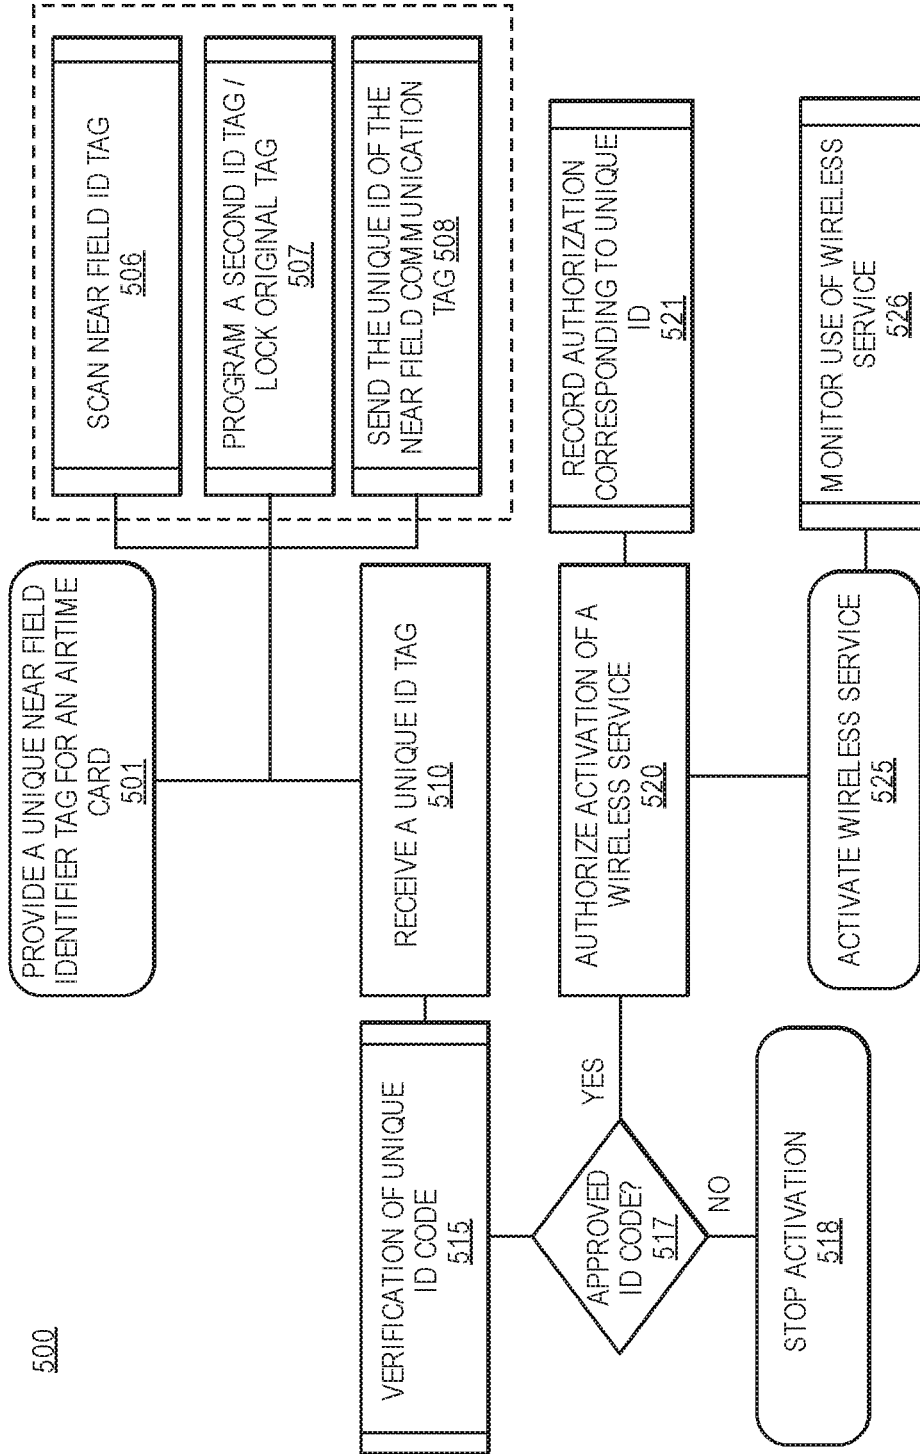 500
PROVIDE A UNIQUE NEAR FIELD
IDENTIFIER TAG FOR AN AIRTIME
CARD
501
SCAN NEAR FIELD ID TAG
506
PROGRAM A SECOND ID TAG /
LOCK ORIGINAL TAG
507
SEND THE UNIQUE ID OF THE
NEAR FIELD COMMUNICATION
TAG 508
RECEIVE A UNIQUE ID TAG
510
VERIFICATION OF UNIQUE
ID CODE
515
APPROVED
ID CODE?
517
YES
NO
STOP ACTIVATION
518
AUTHORIZE ACTIVATION OF A
WIRELESS SERVICE
520
RECORD AUTHORIZATION
CORRESPONDING TO UNIQUE
ID
521
ACTIVATE WIRELESS SERVICE
525
MONITOR USE OF WIRELESS
SERVICE
526